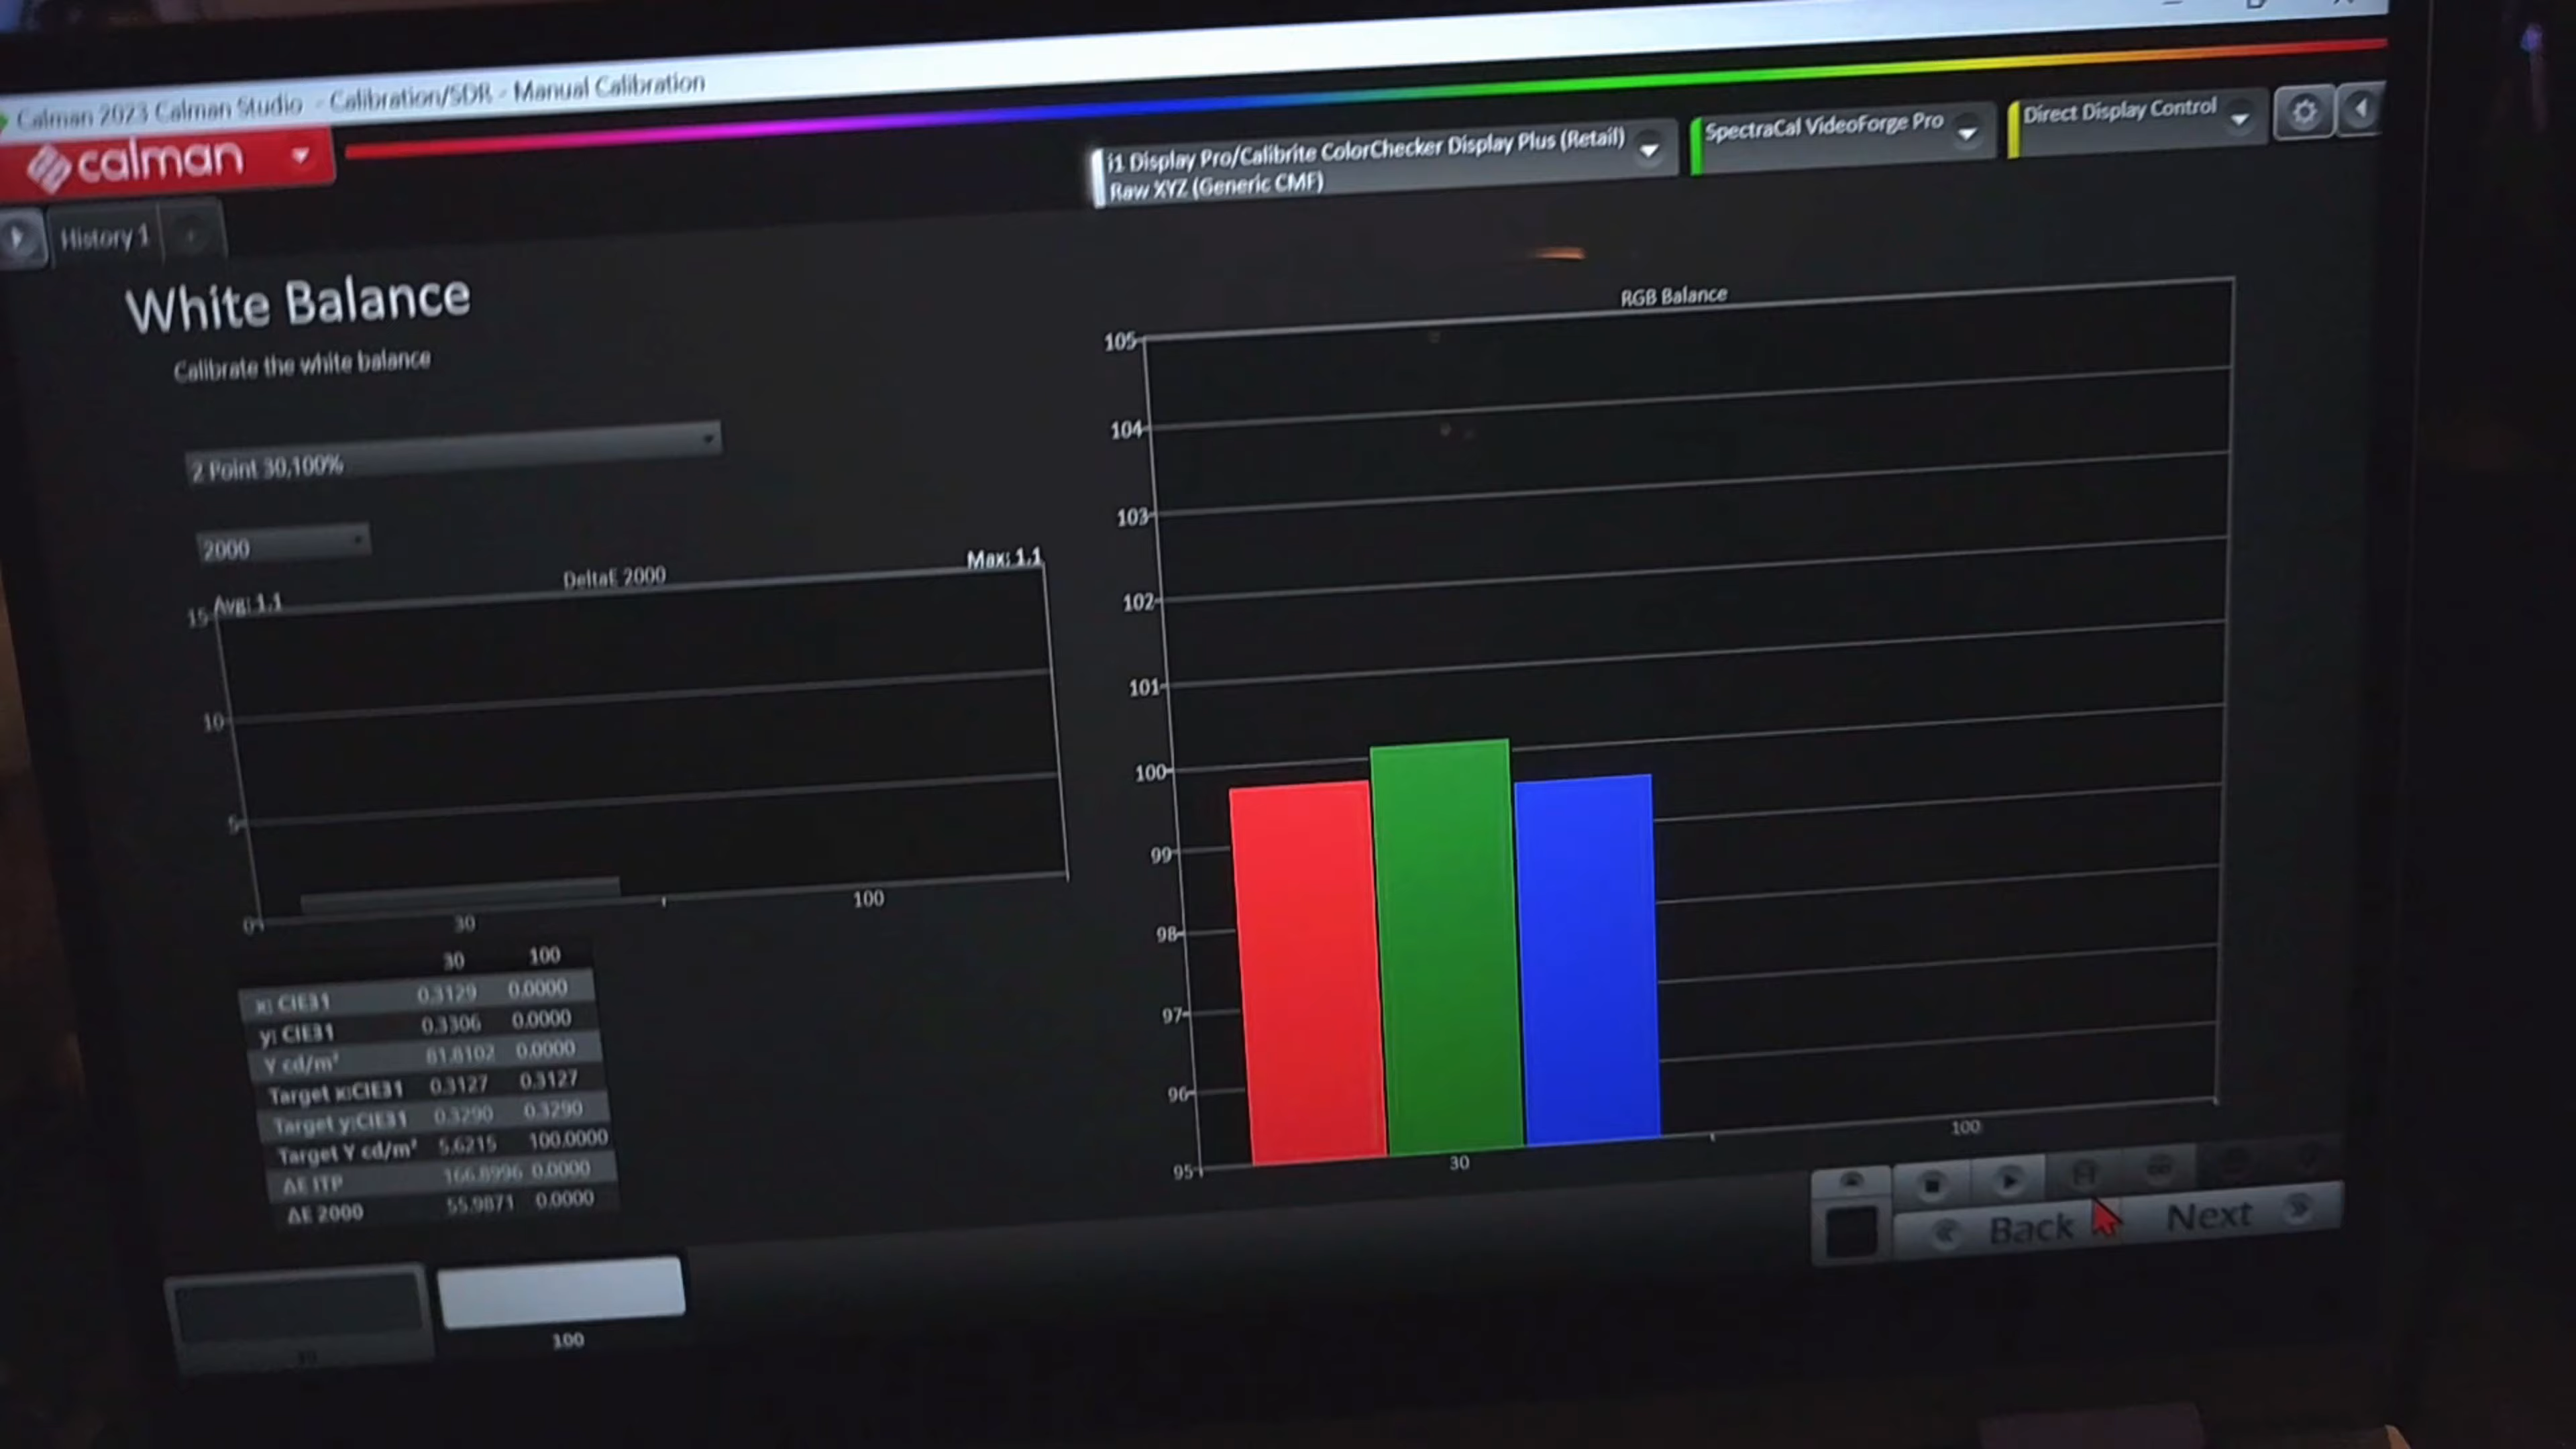 Calman 2023 Calman Studio - Calibration/SDR - Manual Calibration
calman
i1 Display Pro/Calibrite ColorChecker Display Plus (Retail)
Raw XYZ (Generic CMF)
SpectraCal VideoForge Pro
Direct Display Control
History 1
White Balance
Calibrate the white balance
2 Point 30,100%
2000
DeltaE 2000
Avg: 1.1
Max: 1.1
15
10
5
0
30
100
30 100
x: CIE31 0.3129 0.0000
y: CIE31 0.3306 0.0000
Y cd/m² 81.8102 0.0000
Target x:CIE31 0.3127 0.3127
Target y:CIE31 0.3290 0.3290
Target Y cd/m² 5.6215 100.0000
ΔE ITP 166.8996 0.0000
ΔE 2000 55.9871 0.0000
RGB Balance
105
104
103
102
101
100
99
98
97
96
95
30
100
Back
Next
30
100